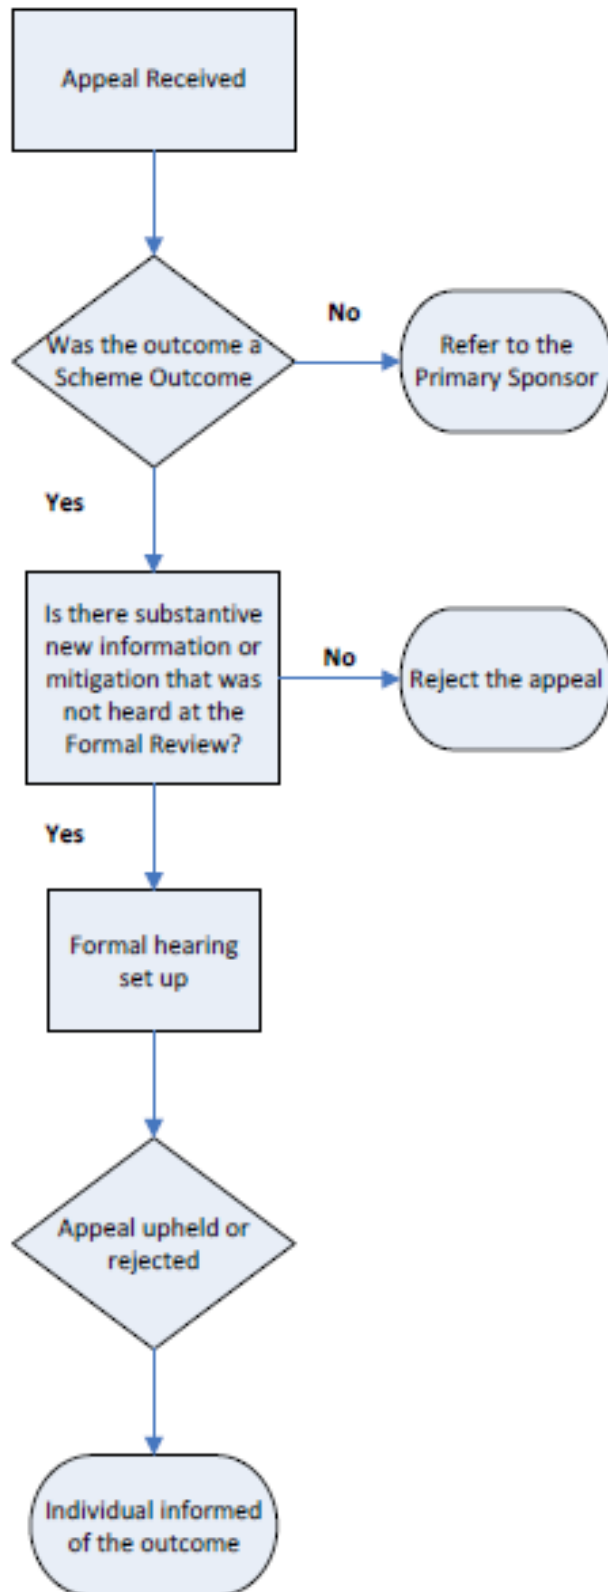 Appeal Received
Was the outcome a
Scheme Outcome
No
Refer to the
Primary Sponsor
Yes
Is there substantive
new information or
mitigation that was
not heard at the
Formal Review?
No
Reject the appeal
Yes
Formal hearing
set up
Appeal upheld or
rejected
Individual informed
of the outcome